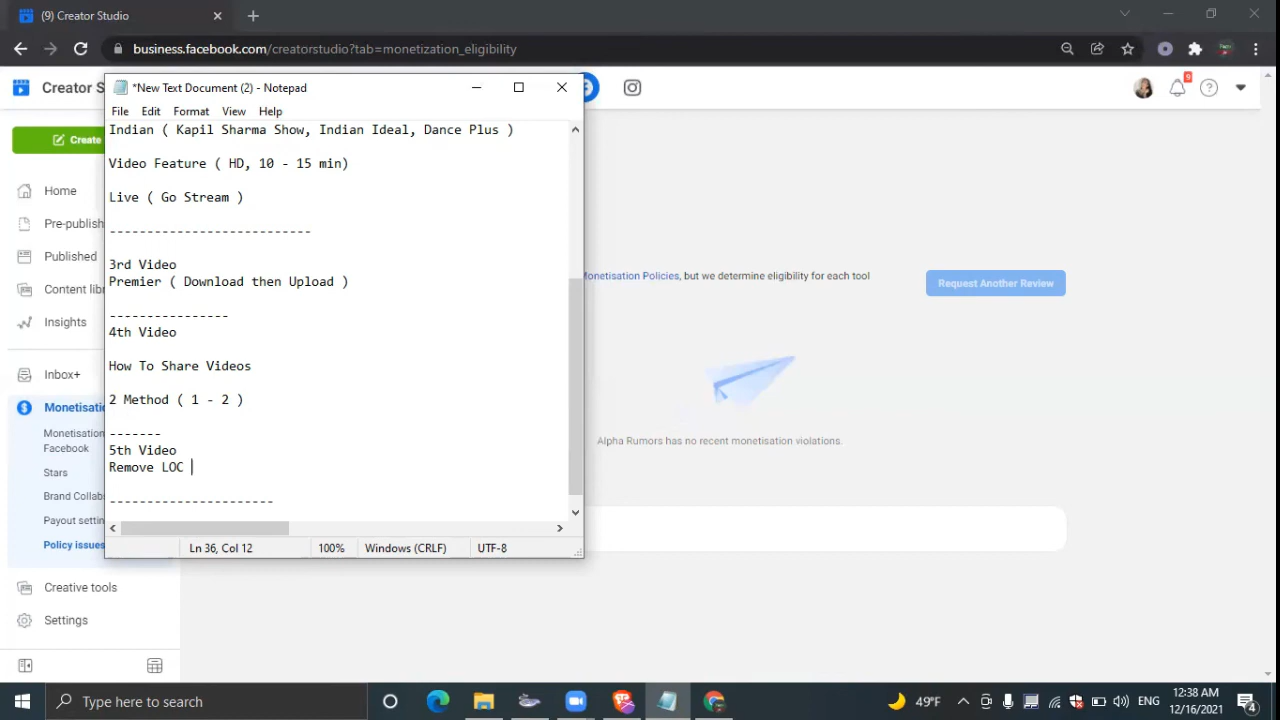 (9) Creator Studio
business.facebook.com/creatorstudio?tab=monetization_eligibility
*New Text Document (2) - Notepad
Creator S
9
File Edit Format View Help
Create
Indian ( Kapil Sharma Show, Indian Ideal, Dance Plus )
Video Feature ( HD, 10 - 15 min)
Live ( Go Stream )
---------------------------
3rd Video
Premier ( Download then Upload )
----------------
4th Video
How To Share Videos
2 Method ( 1 - 2 )
-------
5th Video
Remove LOC
----------------------
Ln 36, Col 12
100%
Windows (CRLF)
UTF-8
Home
Pre-publish
Published
Content lib
Insights
Inbox+
Monetisatio
Monetisation
Facebook
Stars
Brand Collabs
Payout setti
Policy issues
Creative tools
Settings
Monetisation Policies, but we determine eligibility for each tool
Request Another Review
Alpha Rumors has no recent monetisation violations.
Type here to search
49°F
ENG
12:38 AM
12/16/2021
4